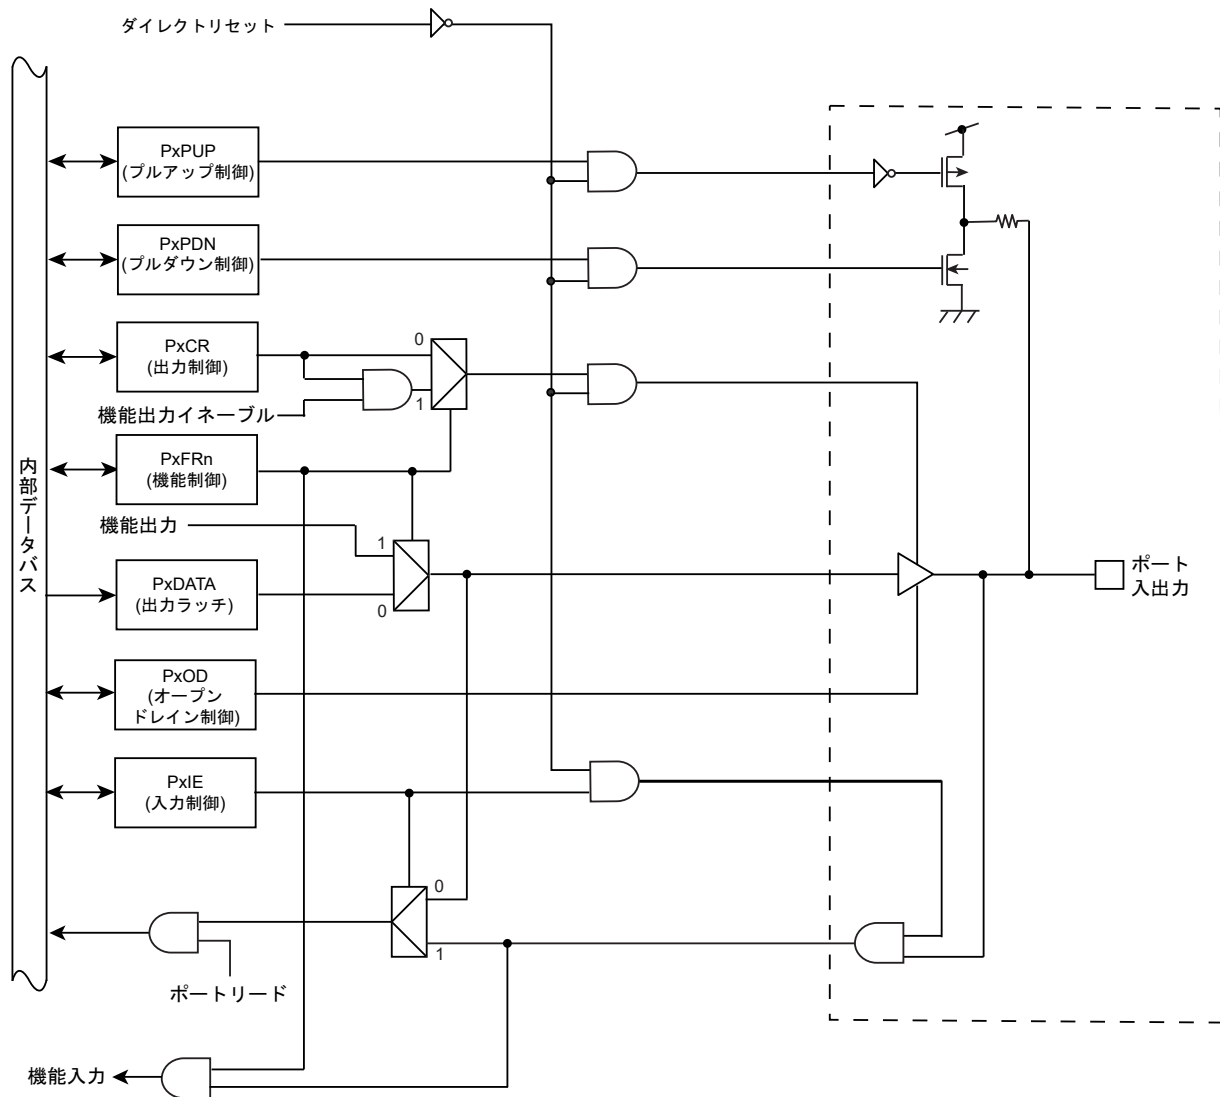 ダイレクトリセット
PxPUP
(プルアップ制御)
PxPDN
(プルダウン制御)
PxCR
(出力制御)
0
1
機能出力イネーブル
内部データバス
PxFRn
(機能制御)
機能出力
1
0
PxDATA
(出力ラッチ)
ポート
入出力
PxOD
(オープン
ドレイン制御)
PxIE
(入力制御)
0
1
ポートリード
機能入力